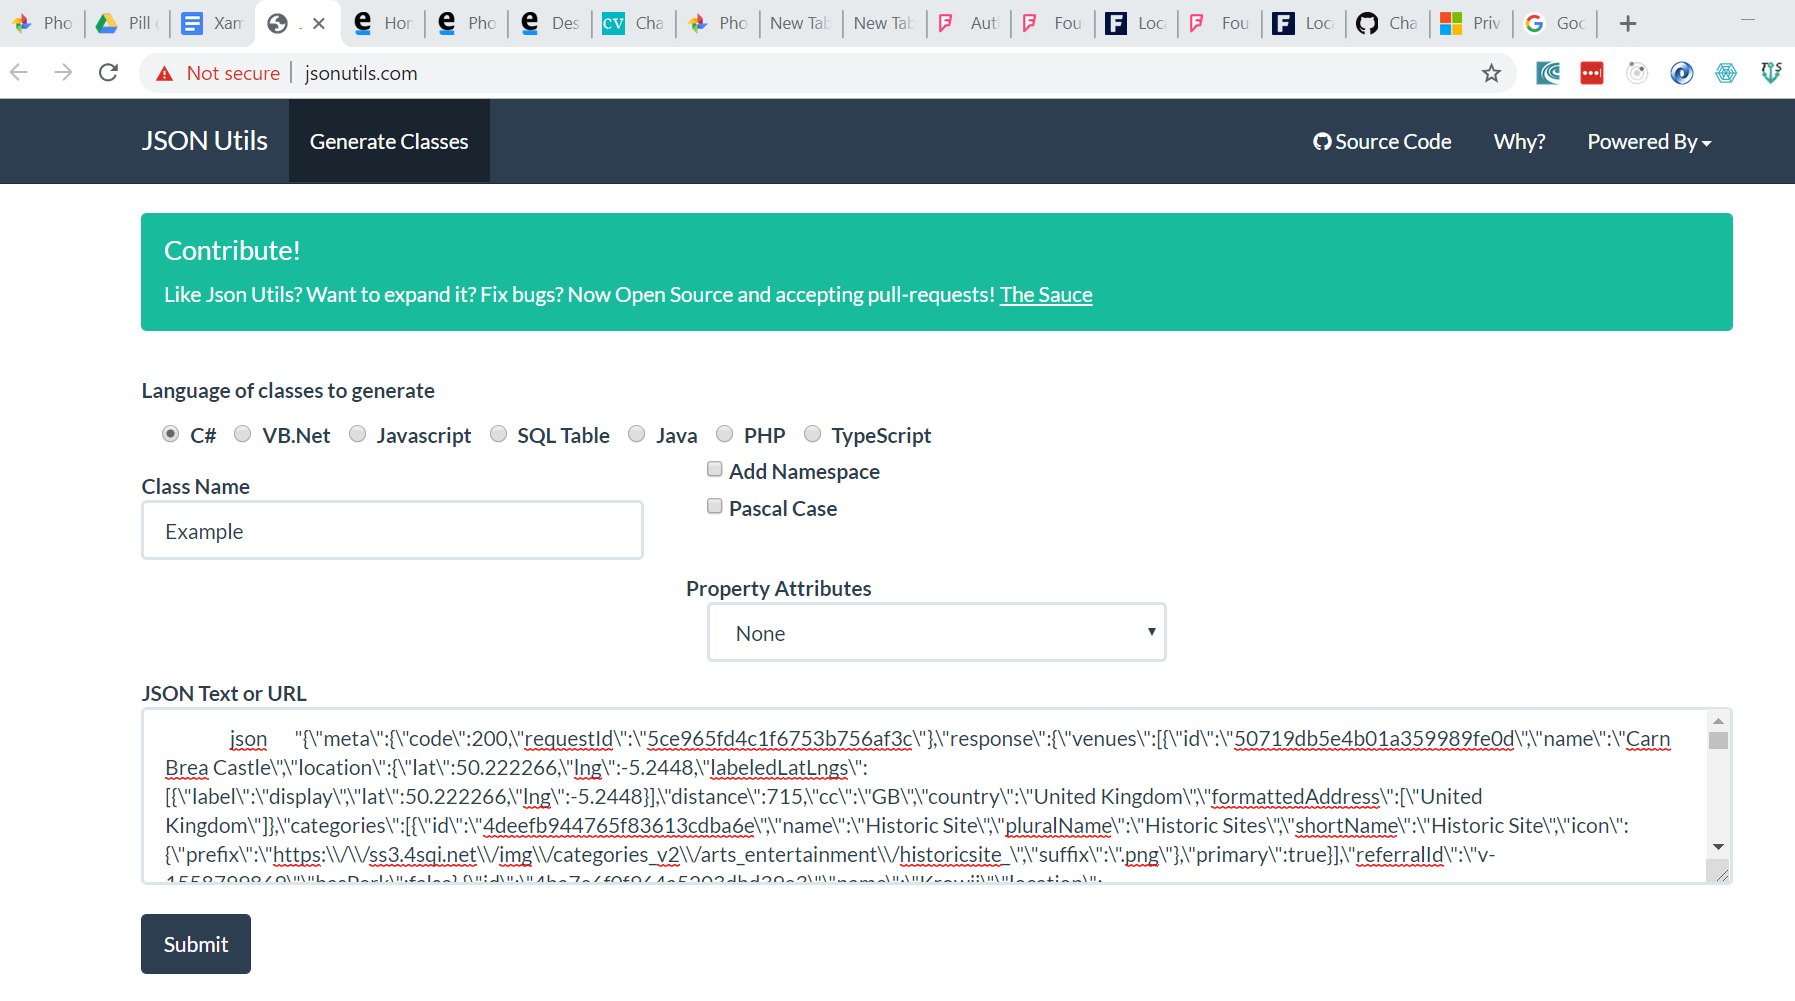 Pho Pill Xam . Hor Pho Des CV Cha Pho New Tab New Tab Aut Fou Loc Fou Loc Cha Priv Goo
Not secure jsonutils.com
JSON Utils Generate Classes Source Code Why? Powered By
Contribute!
Like Json Utils? Want to expand it? Fix bugs? Now Open Source and accepting pull-requests! The Sauce
Language of classes to generate
C# VB.Net Javascript SQL Table Java PHP TypeScript
Add Namespace
Class Name
Pascal Case
Example
Property Attributes
None
JSON Text or URL
json "{\"meta\":{\"code\":200,\"requestId\":\"5ce965fd4c1f6753b756af3c\"},\"response\":{\"venues\":[{\"id\":\"50719db5e4b01a359989fe0d\",\"name\":\"Carn
Brea Castle\",\"location\":{\"lat\":50.222266,\"lng\":-5.2448,\"labeledLatLngs\":
[{\"label\":\"display\",\"lat\":50.222266,\"lng\":-5.2448}],\"distance\":715,\"cc\":\"GB\",\"country\":\"United Kingdom\",\"formattedAddress\":[\"United
Kingdom\"]},\"categories\":[{\"id\":\"4deefb944765f83613cdba6e\",\"name\":\"Historic Site\",\"pluralName\":\"Historic Sites\",\"shortName\":\"Historic Site\",\"icon\":
{\"prefix\":\"https:\\/\\/ss3.4sqi.net\\/img\\/categories_v2\\/arts_entertainment\\/historicsite_\",\"suffix\":\".png\"},\"primary\":true}],\"referralId\":\"v-
Submit